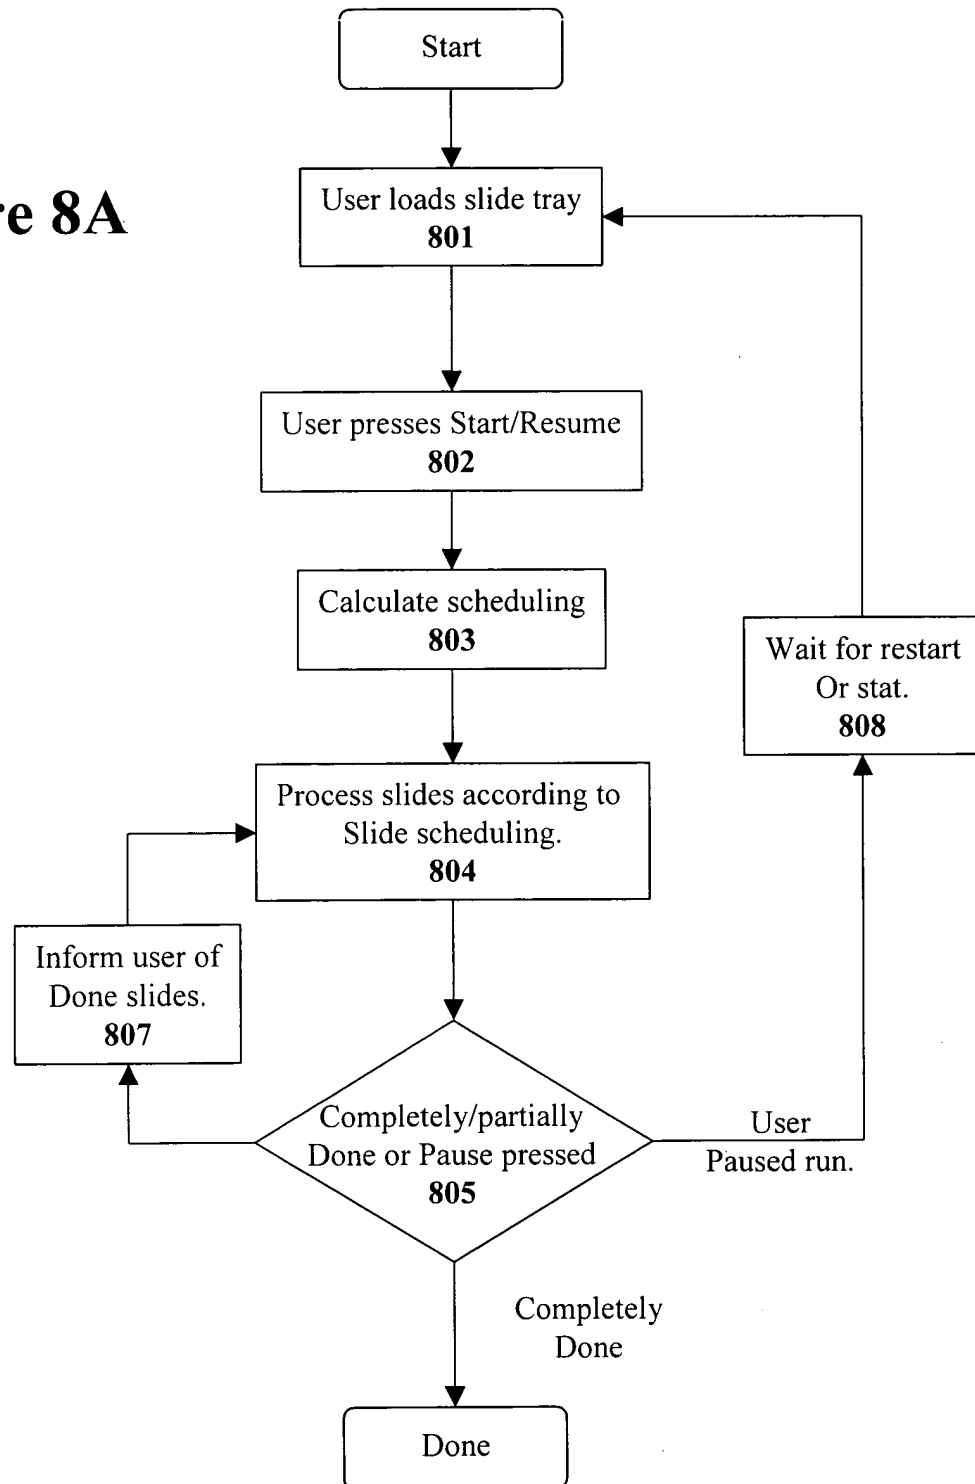 Start
re 8A
User loads slide tray
801
User presses Start/Resume
802
Calculate scheduling
803
Wait for restart
Or stat.
808
Process slides according to
Slide scheduling.
804
Inform user of
Done slides.
807
Completely/partially
Done or Pause pressed
805
User
Paused run.
Completely
Done
Done